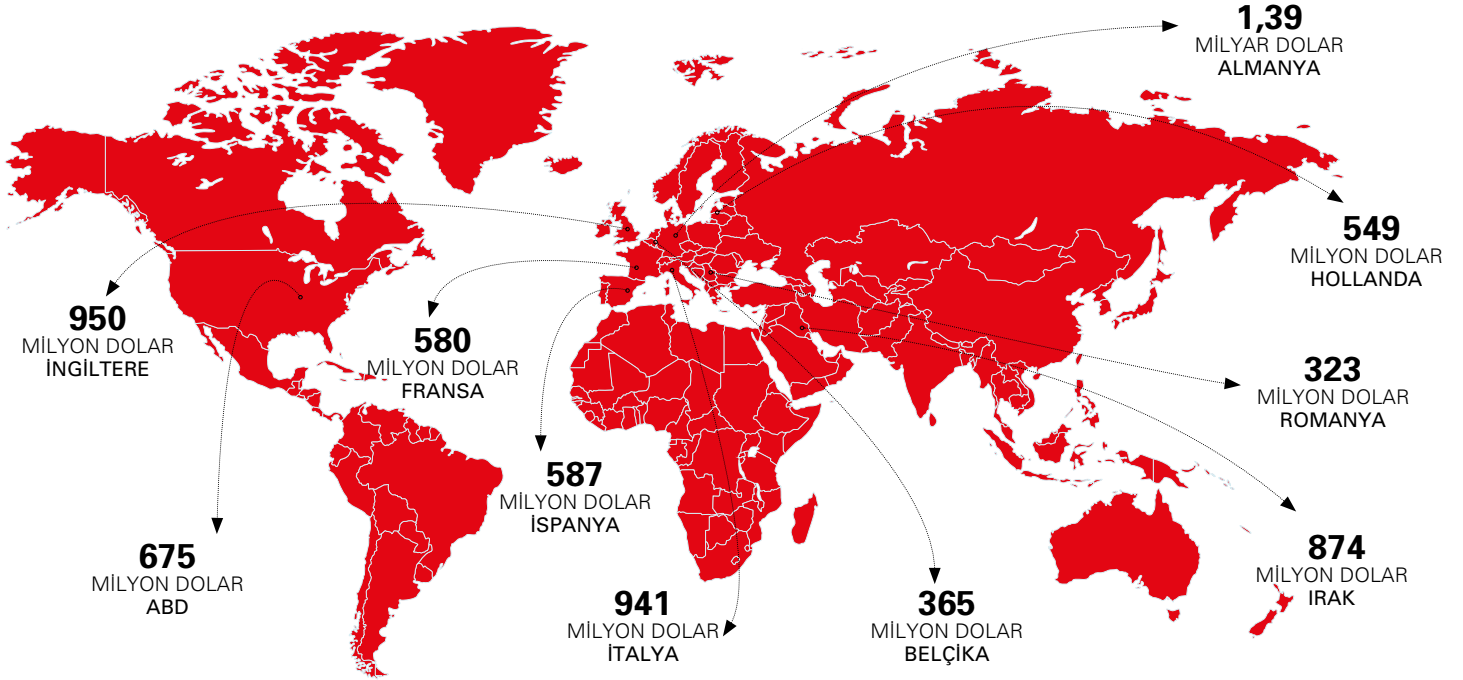 1,39
MİLYAR DOLAR
ALMANYA
549
MİLYON DOLAR
HOLLANDA
950
MİLYON DOLAR
İNGİLTERE
580
MİLYON DOLAR
FRANSA
323
MİLYON DOLAR
ROMANYA
587
MİLYON DOLAR
İSPANYA
675
MİLYON DOLAR
ABD
874
MİLYON DOLAR
IRAK
941
MİLYON DOLAR
İTALYA
365
MİLYON DOLAR
BELÇİKA